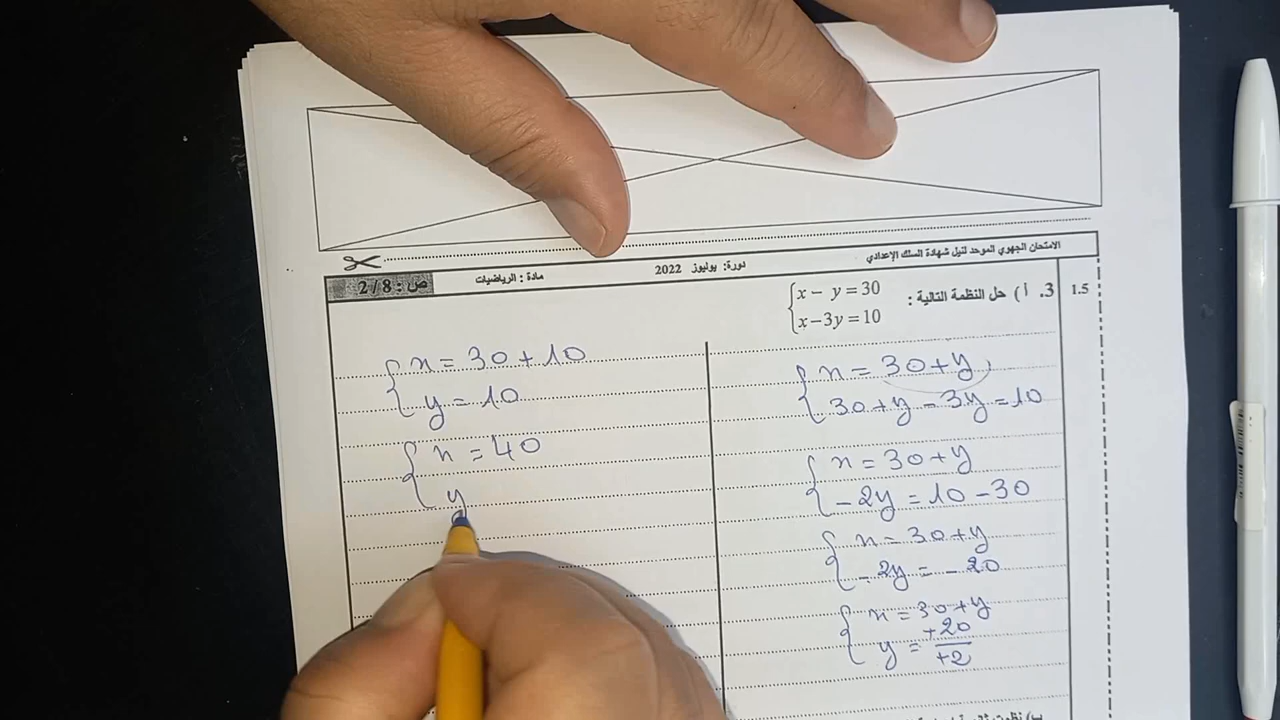 الامتحان الجهوي الموحد لنيل شهادة السلك الإعدادي دورة: يوليوز 2022 مادة : الرياضيات ص : 2/8
1.5
3. أ) حل النظمة التالية :
x - y = 30
x - 3y = 10
x = 30 + y
30 + y - 3y = 10
x = 30 + y
-2y = 10 - 30
x = 30 + y
-2y = -20
x = 30 + y
y = +20/+2
x = 30 + 10
y = 10
x = 40
y